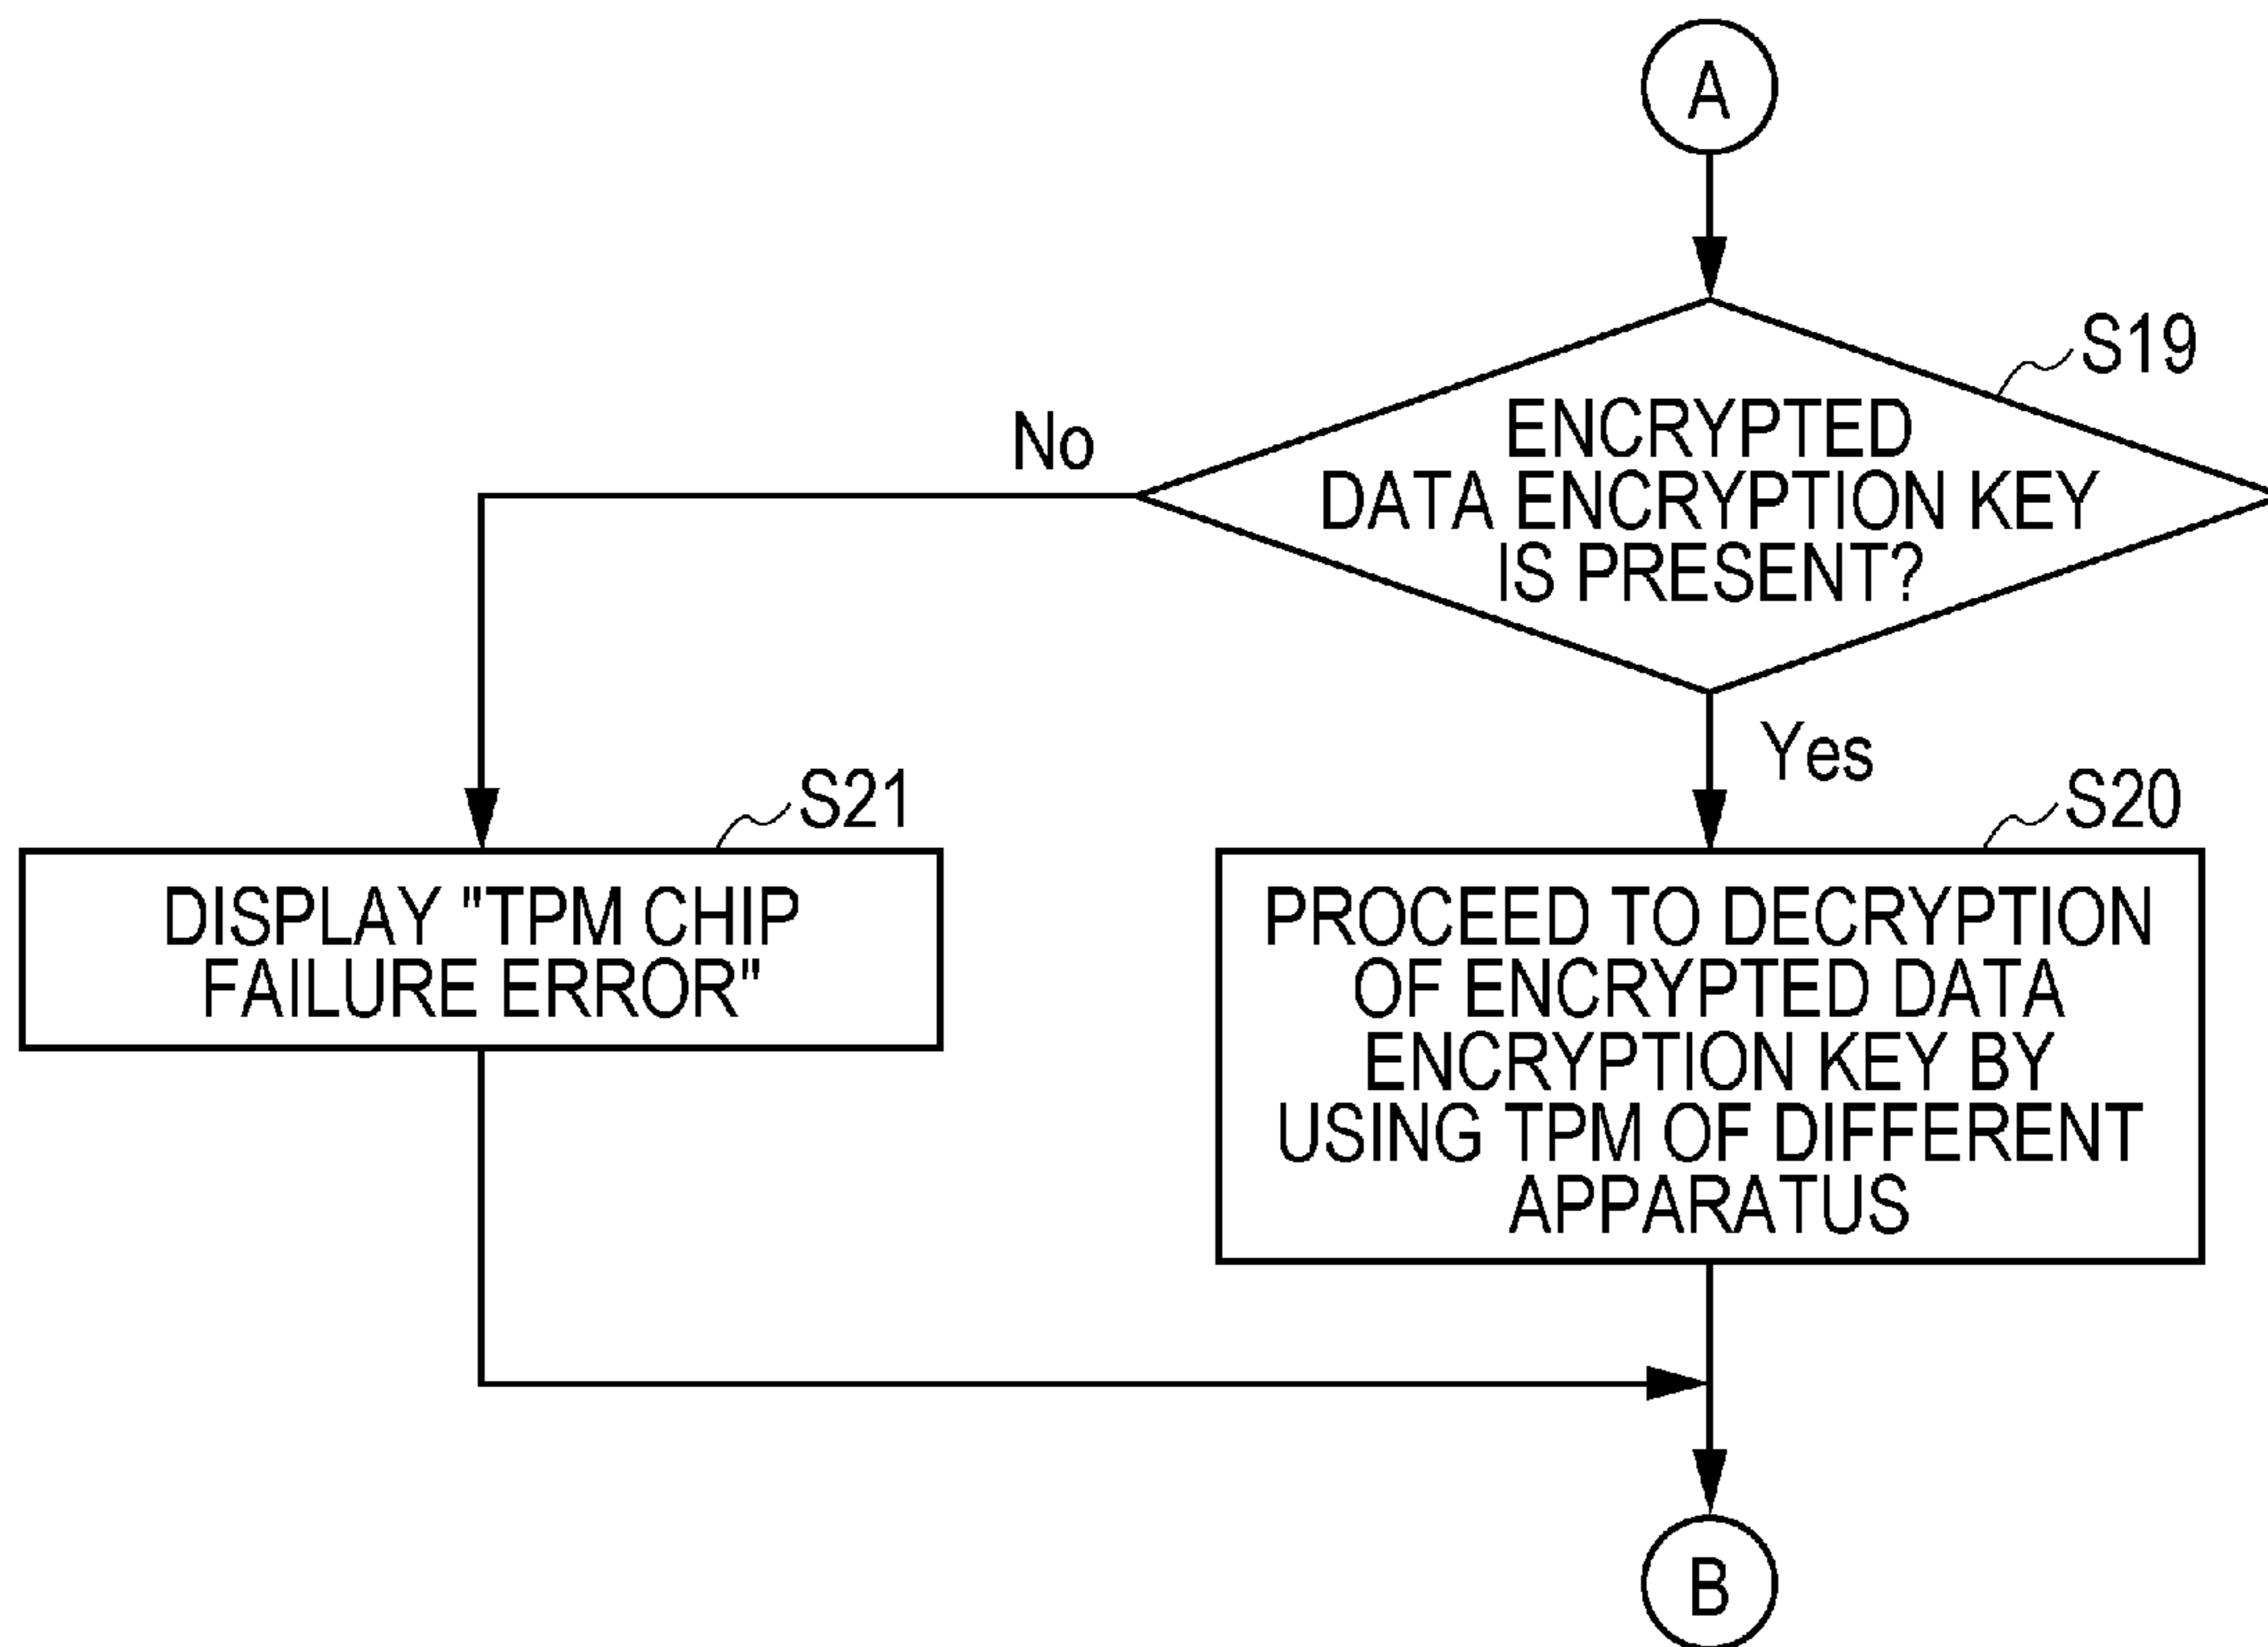 A
S19
ENCRYPTED
DATA ENCRYPTION KEY
IS PRESENT?
No
Yes
S21
DISPLAY "TPM CHIP
FAILURE ERROR"
S20
PROCEED TO DECRYPTION
OF ENCRYPTED DATA
ENCRYPTION KEY BY
USING TPM OF DIFFERENT
APPARATUS
B